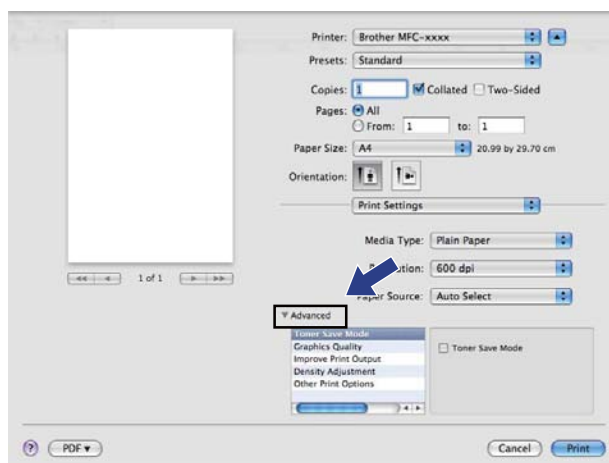 Printer: Brother MFC-xxxx
Presets: Standard
Copies: 1 Collated Two-Sided
Pages: All
From: 1 to: 1
Paper Size: A4 20.99 by 29.70 cm
Orientation:
Print Settings
Media Type: Plain Paper
1 of 1
600 dpi
Paper Source: Auto Select
Advanced
Toner Save Mode
Graphics Quality
Toner Save Mode
Improve Print Output
Density Adjustment
Other Print Options
? PDF Cancel Print